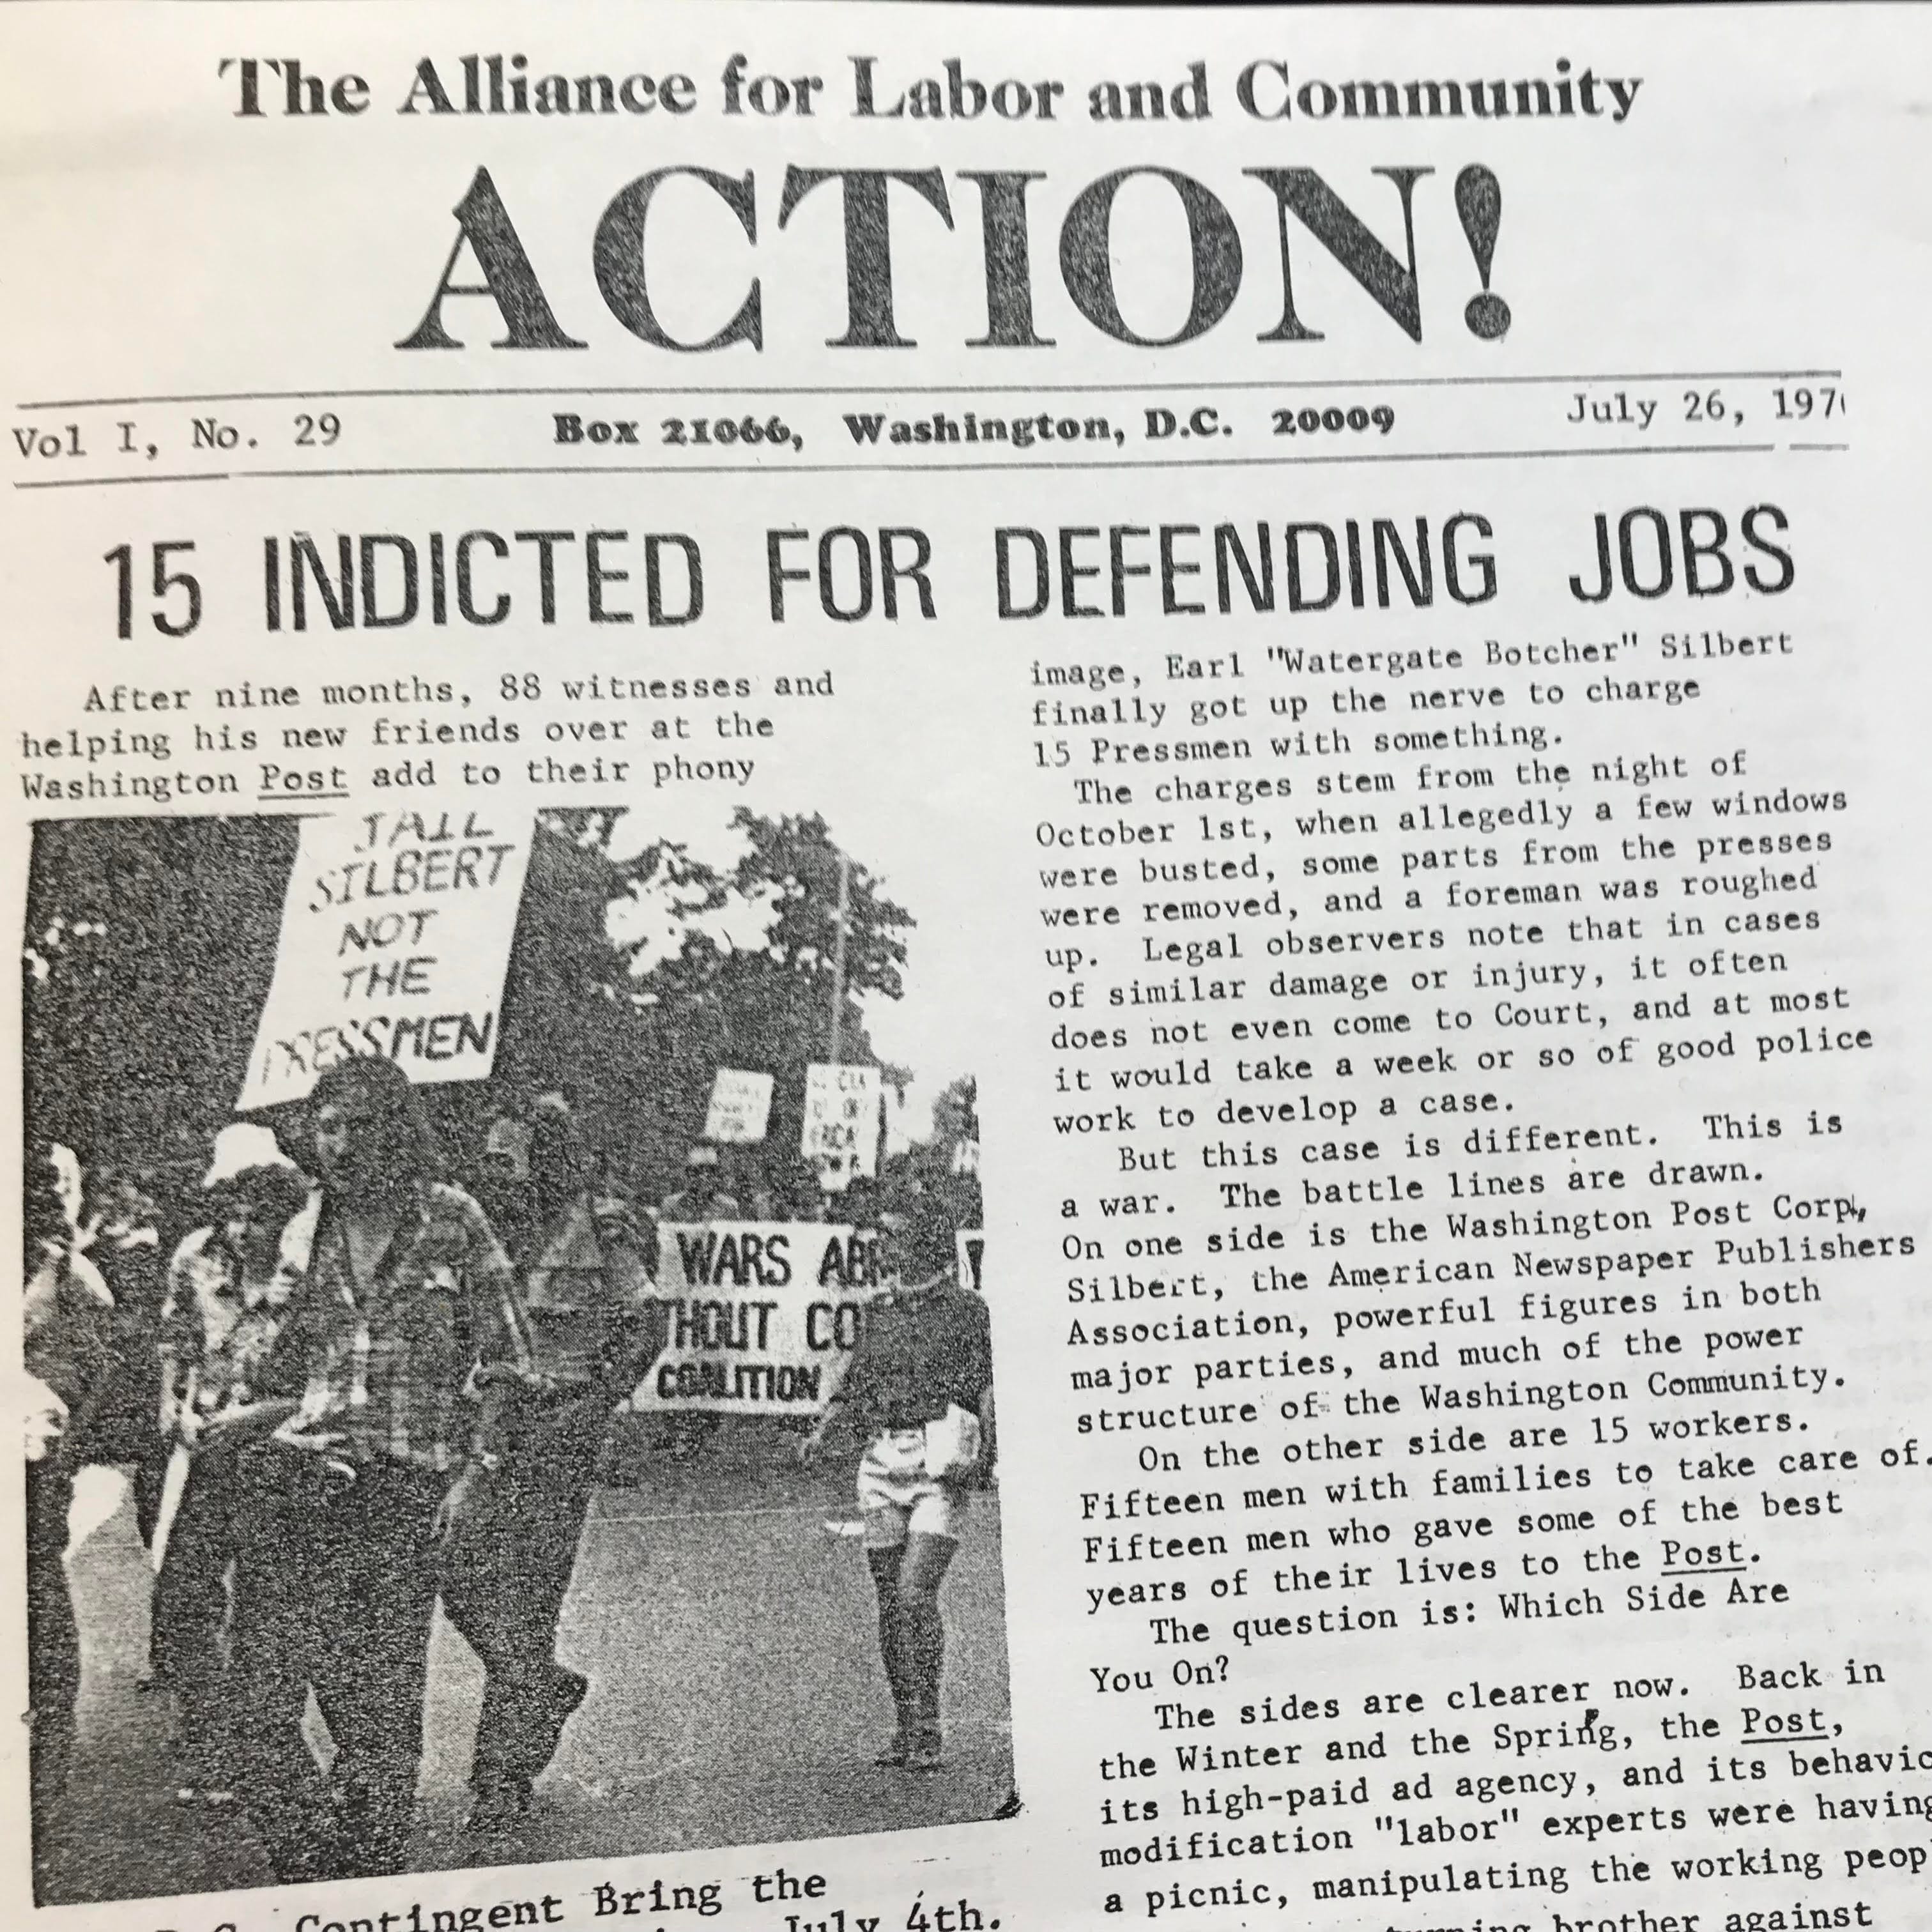 The Alliance for Labor and Community
ACTION!
Vol I, No. 29
Box 21066, Washington, D.C. 20009
July 26, 197
15 INDICTED FOR DEFENDING JOBS
After nine months, 88 witnesses and
helping his new friends over at the
Washington Post add to their phony
JAIL
SILBERT
NOT
THE
PRESSMEN
WARS AB
THOUT CO
COALITION
Contingent Bring the
July 4th.
image, Earl "Watergate Botcher" Silbert
finally got up the nerve to charge
15 Pressmen with something.
The charges stem from the night of
October 1st, when allegedly a few windows
were busted, some parts from the presses
were removed, and a foreman was roughed
up. Legal observers note that in cases
of similar damage or injury, it often
does not even come to Court, and at most
it would take a week or so of good police
work to develop a case.
But this case is different. This is
a war. The battle lines are drawn.
On one side is the Washington Post Corp,
Silbert, the American Newspaper Publishers
Association, powerful figures in both
major parties, and much of the power
structure of the Washington Community.
On the other side are 15 workers.
Fifteen men with families to take care of.
Fifteen men who gave some of the best
years of their lives to the Post.
The question is: Which Side Are
You On?
The sides are clearer now. Back in
the Winter and the Spring, the Post,
its high-paid ad agency, and its behavio
modification "labor" experts were having
a picnic, manipulating the working peop
brother against